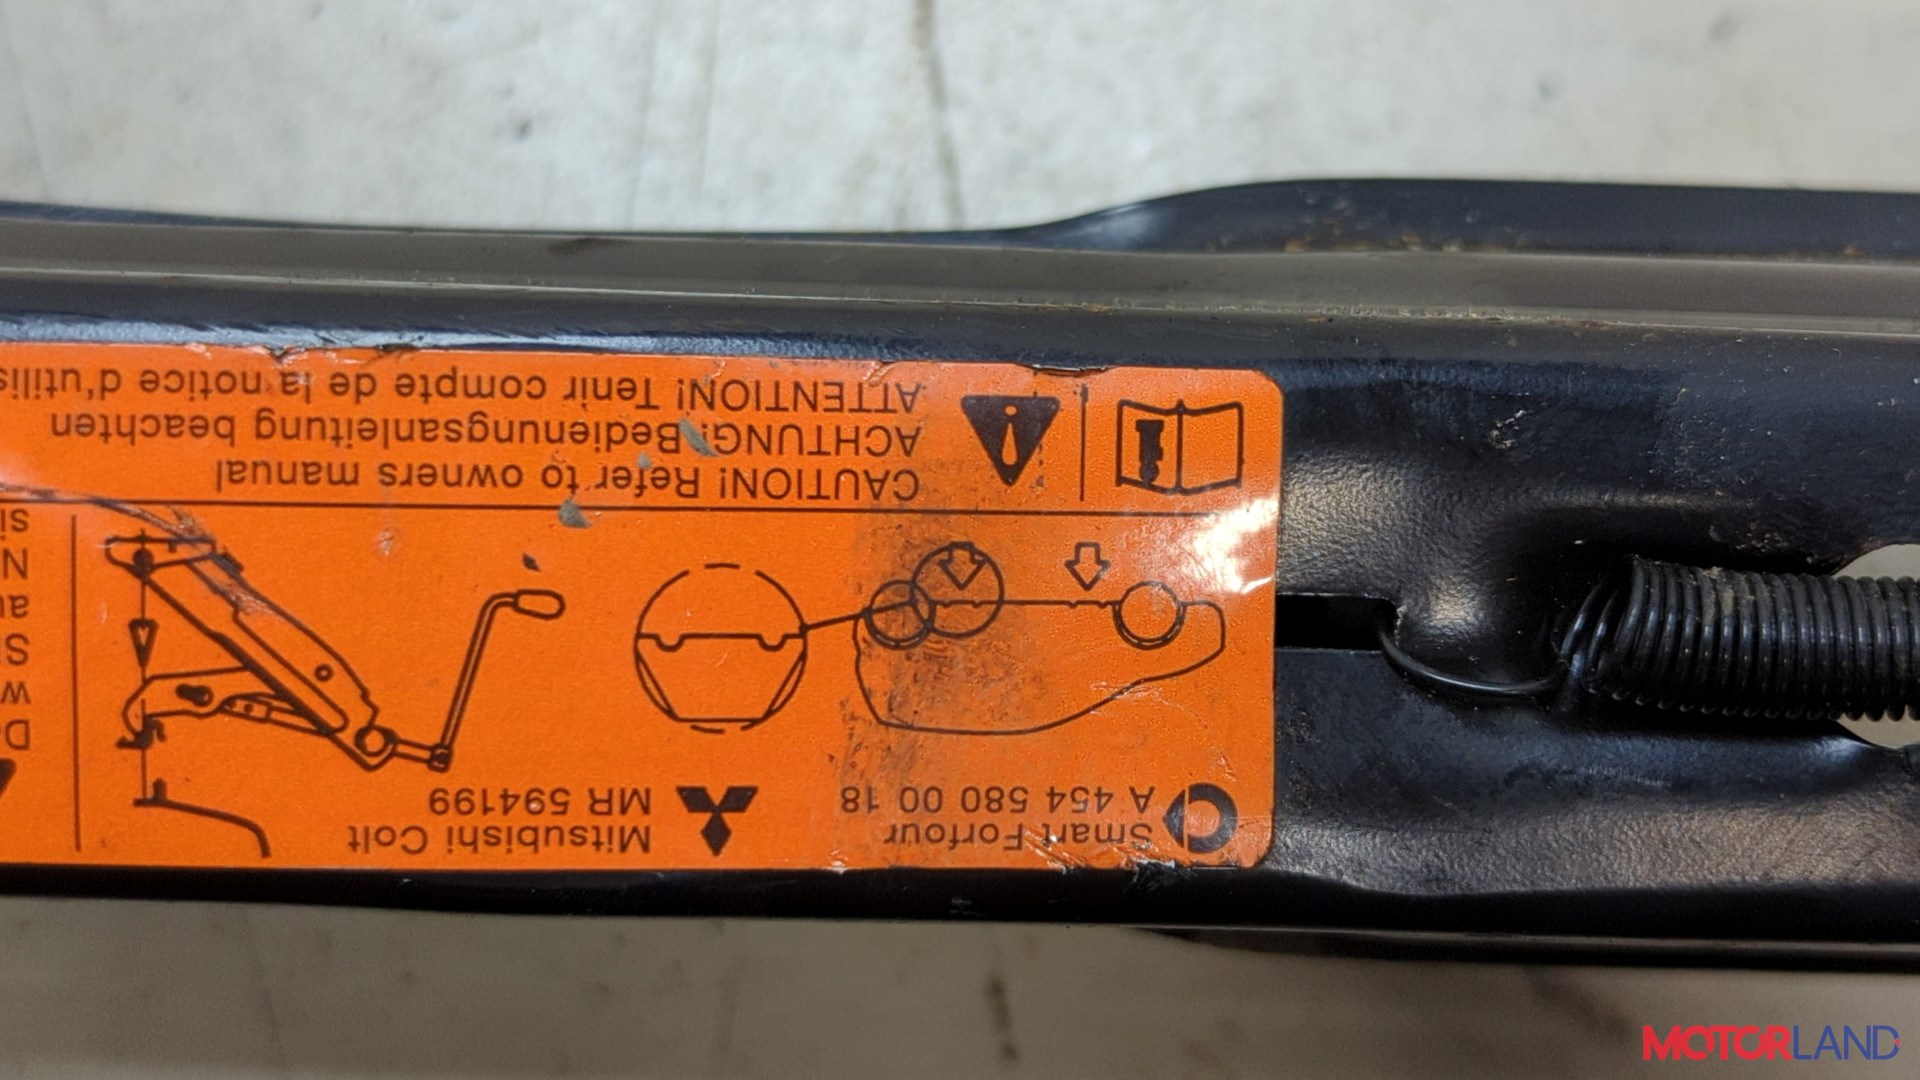 Smart Forfour
A 454 580 00 18
Mitsubishi Colt
MR 594199
CAUTION! Refer to owners manual
ACHTUNG! Bedienungsanleitung beachten
ATTENTION! Tenir compte de la notice d'utilis
MOTORLAND